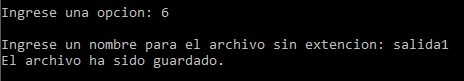 Ingrese una opcion: 6
Ingrese un nombre para el archivo sin extencion: salida1
El archivo ha sido guardado.